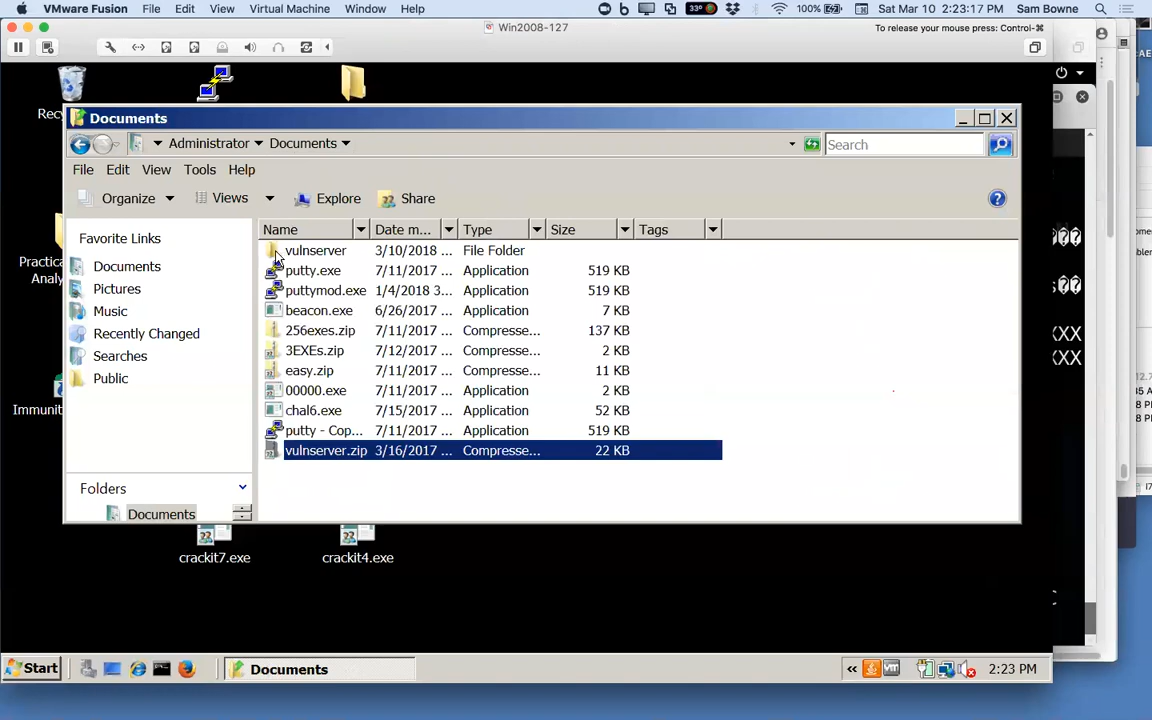 VMware Fusion File Edit View Virtual Machine Window Help 33° 100% Sat Mar 10 2:23:17 PM Sam Bowne
Win2008-127 To release your mouse press: Control-⌘
Documents
Administrator Documents Search
File Edit View Tools Help
Organize Views Explore Share
Favorite Links
Documents
Pictures
Music
Recently Changed
Searches
Public
Folders
Documents
Name Date m... Type Size Tags
vulnserver 3/10/2018 ... File Folder
putty.exe 7/11/2017 ... Application 519 KB
puttymod.exe 1/4/2018 3... Application 519 KB
beacon.exe 6/26/2017 ... Application 7 KB
256exes.zip 7/11/2017 ... Compresse... 137 KB
3EXEs.zip 7/12/2017 ... Compresse... 2 KB
easy.zip 7/11/2017 ... Compresse... 11 KB
00000.exe 7/11/2017 ... Application 2 KB
chal6.exe 7/15/2017 ... Application 52 KB
putty - Cop... 7/11/2017 ... Application 519 KB
vulnserver.zip 3/16/2017 ... Compresse... 22 KB
Recy
Practica
Analy
Immunit
XXX
XXX
crackit7.exe crackit4.exe
Start Documents 2:23 PM